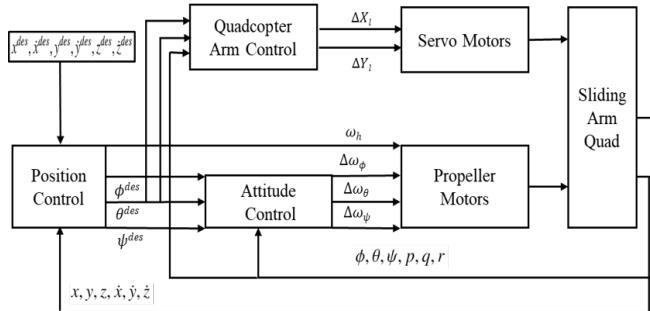 x^des, ẋ^des, y^des, ẏ^des, z^des, ż^des
Quadcopter
Arm Control
ΔX_l
ΔY_l
Servo Motors
Sliding
Arm
Quad
Position
Control
ω_h
ϕ^des
θ^des
ψ^des
Attitude
Control
Δω_ϕ
Δω_θ
Δω_ψ
Propeller
Motors
ϕ, θ, ψ, p, q, r
x, y, z, ẋ, ẏ, ż